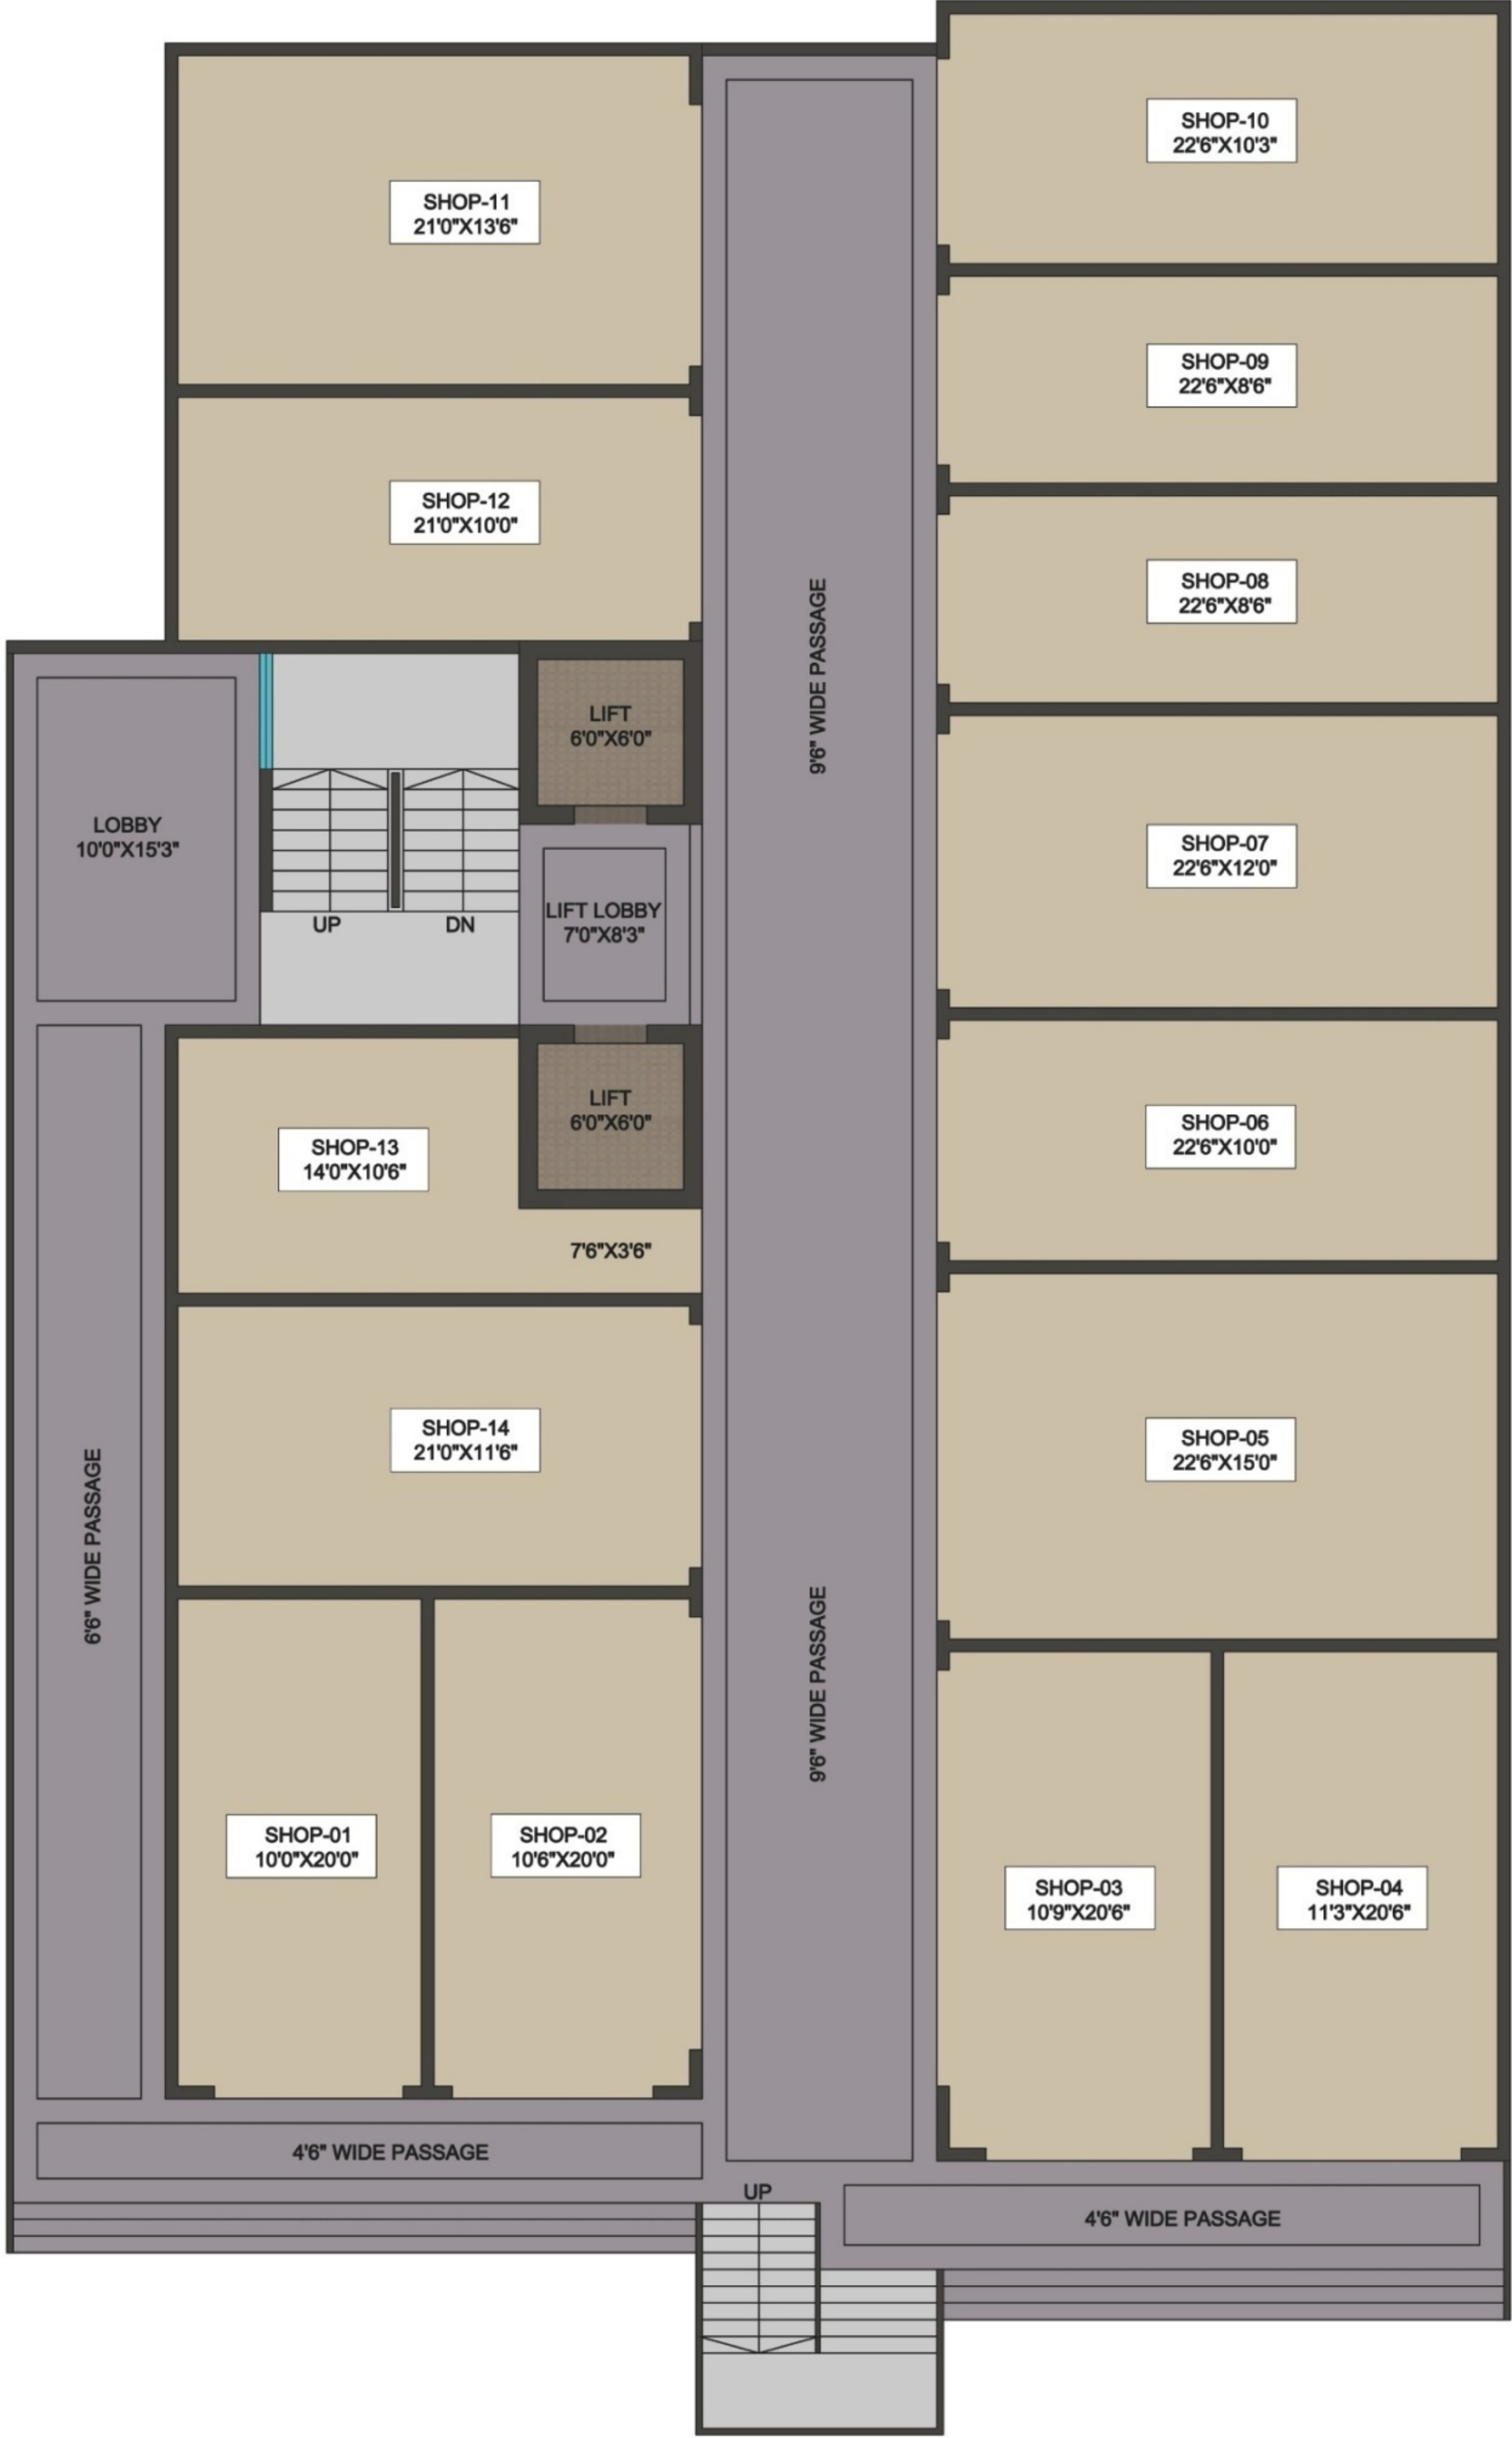 SHOP-10
22'6"X10'3"
SHOP-11
21'0"X13'6"
SHOP-09
22'6"X8'6"
SHOP-12
21'0"X10'0"
SHOP-08
22'6"X8'6"
9'6" WIDE PASSAGE
LIFT
6'0"X6'0"
LOBBY
10'0"X15'3"
SHOP-07
22'6"X12'0"
UP
DN
LIFT LOBBY
7'0"X8'3"
LIFT
6'0"X6'0"
SHOP-06
22'6"X10'0"
SHOP-13
14'0"X10'6"
7'6"X3'6"
SHOP-14
21'0"X11'6"
SHOP-05
22'6"X15'0"
6'6" WIDE PASSAGE
9'6" WIDE PASSAGE
SHOP-01
10'0"X20'0"
SHOP-02
10'6"X20'0"
SHOP-03
10'9"X20'6"
SHOP-04
11'3"X20'6"
4'6" WIDE PASSAGE
UP
4'6" WIDE PASSAGE